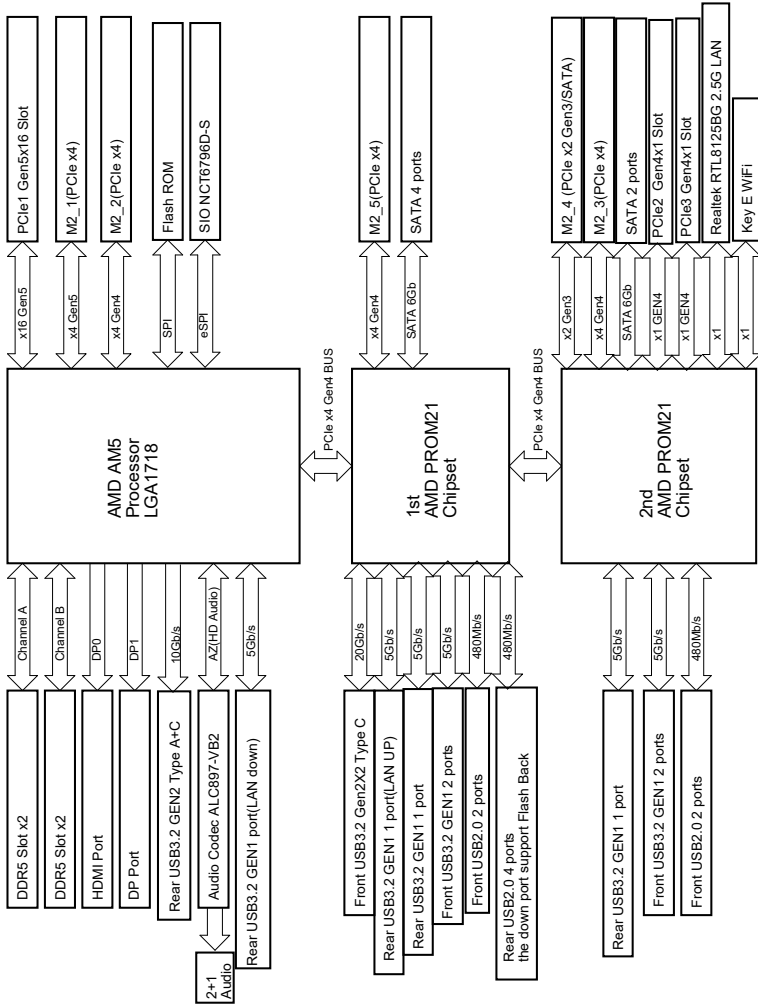 DDR5 Slot x2
Channel A
DDR5 Slot x2
Channel B
HDMI Port
DP0
DP Port
DP1
Rear USB3.2 GEN2 Type A+C
10Gb/s
2+1
Audio
Audio Codec ALC897-VB2
AZ(HD Audio)
Rear USB3.2 GEN1 port(LAN down)
5Gb/s
AMD AM5
Processor
LGA1718
x16 Gen5
PCIe1 Gen5x16 Slot
x4 Gen5
M2_1(PCIe x4)
x4 Gen4
M2_2(PCIe x4)
SPI
Flash ROM
eSPI
SIO NCT6796D-S
PCIe x4 Gen4 BUS
Front USB3.2 Gen2X2 Type C
20Gb/s
Rear USB3.2 GEN1 1 port(LAN UP)
5Gb/s
Rear USB3.2 GEN1 1 port
5Gb/s
Front USB3.2 GEN1 2 ports
5Gb/s
Front USB2.0 2 ports
480Mb/s
Rear USB2.0 4 ports
the down port support Flash Back
480Mb/s
1st
AMD PROM21
Chipset
x4 Gen4
M2_5(PCIe x4)
SATA 6Gb
SATA 4 ports
PCIe x4 Gen4 BUS
Rear USB3.2 GEN1 1 port
5Gb/s
Front USB3.2 GEN1 2 ports
5Gb/s
Front USB2.0 2 ports
480Mb/s
2nd
AMD PROM21
Chipset
x2 Gen3
M2_4 (PCIe x2 Gen3/SATA)
x4 Gen4
M2_3(PCIe x4)
SATA 6Gb
SATA 2 ports
x1 GEN4
PCIe2 Gen4x1 Slot
x1 GEN4
PCIe3 Gen4x1 Slot
x1
Realtek RTL8125BG 2.5G LAN
x1
Key E WiFi